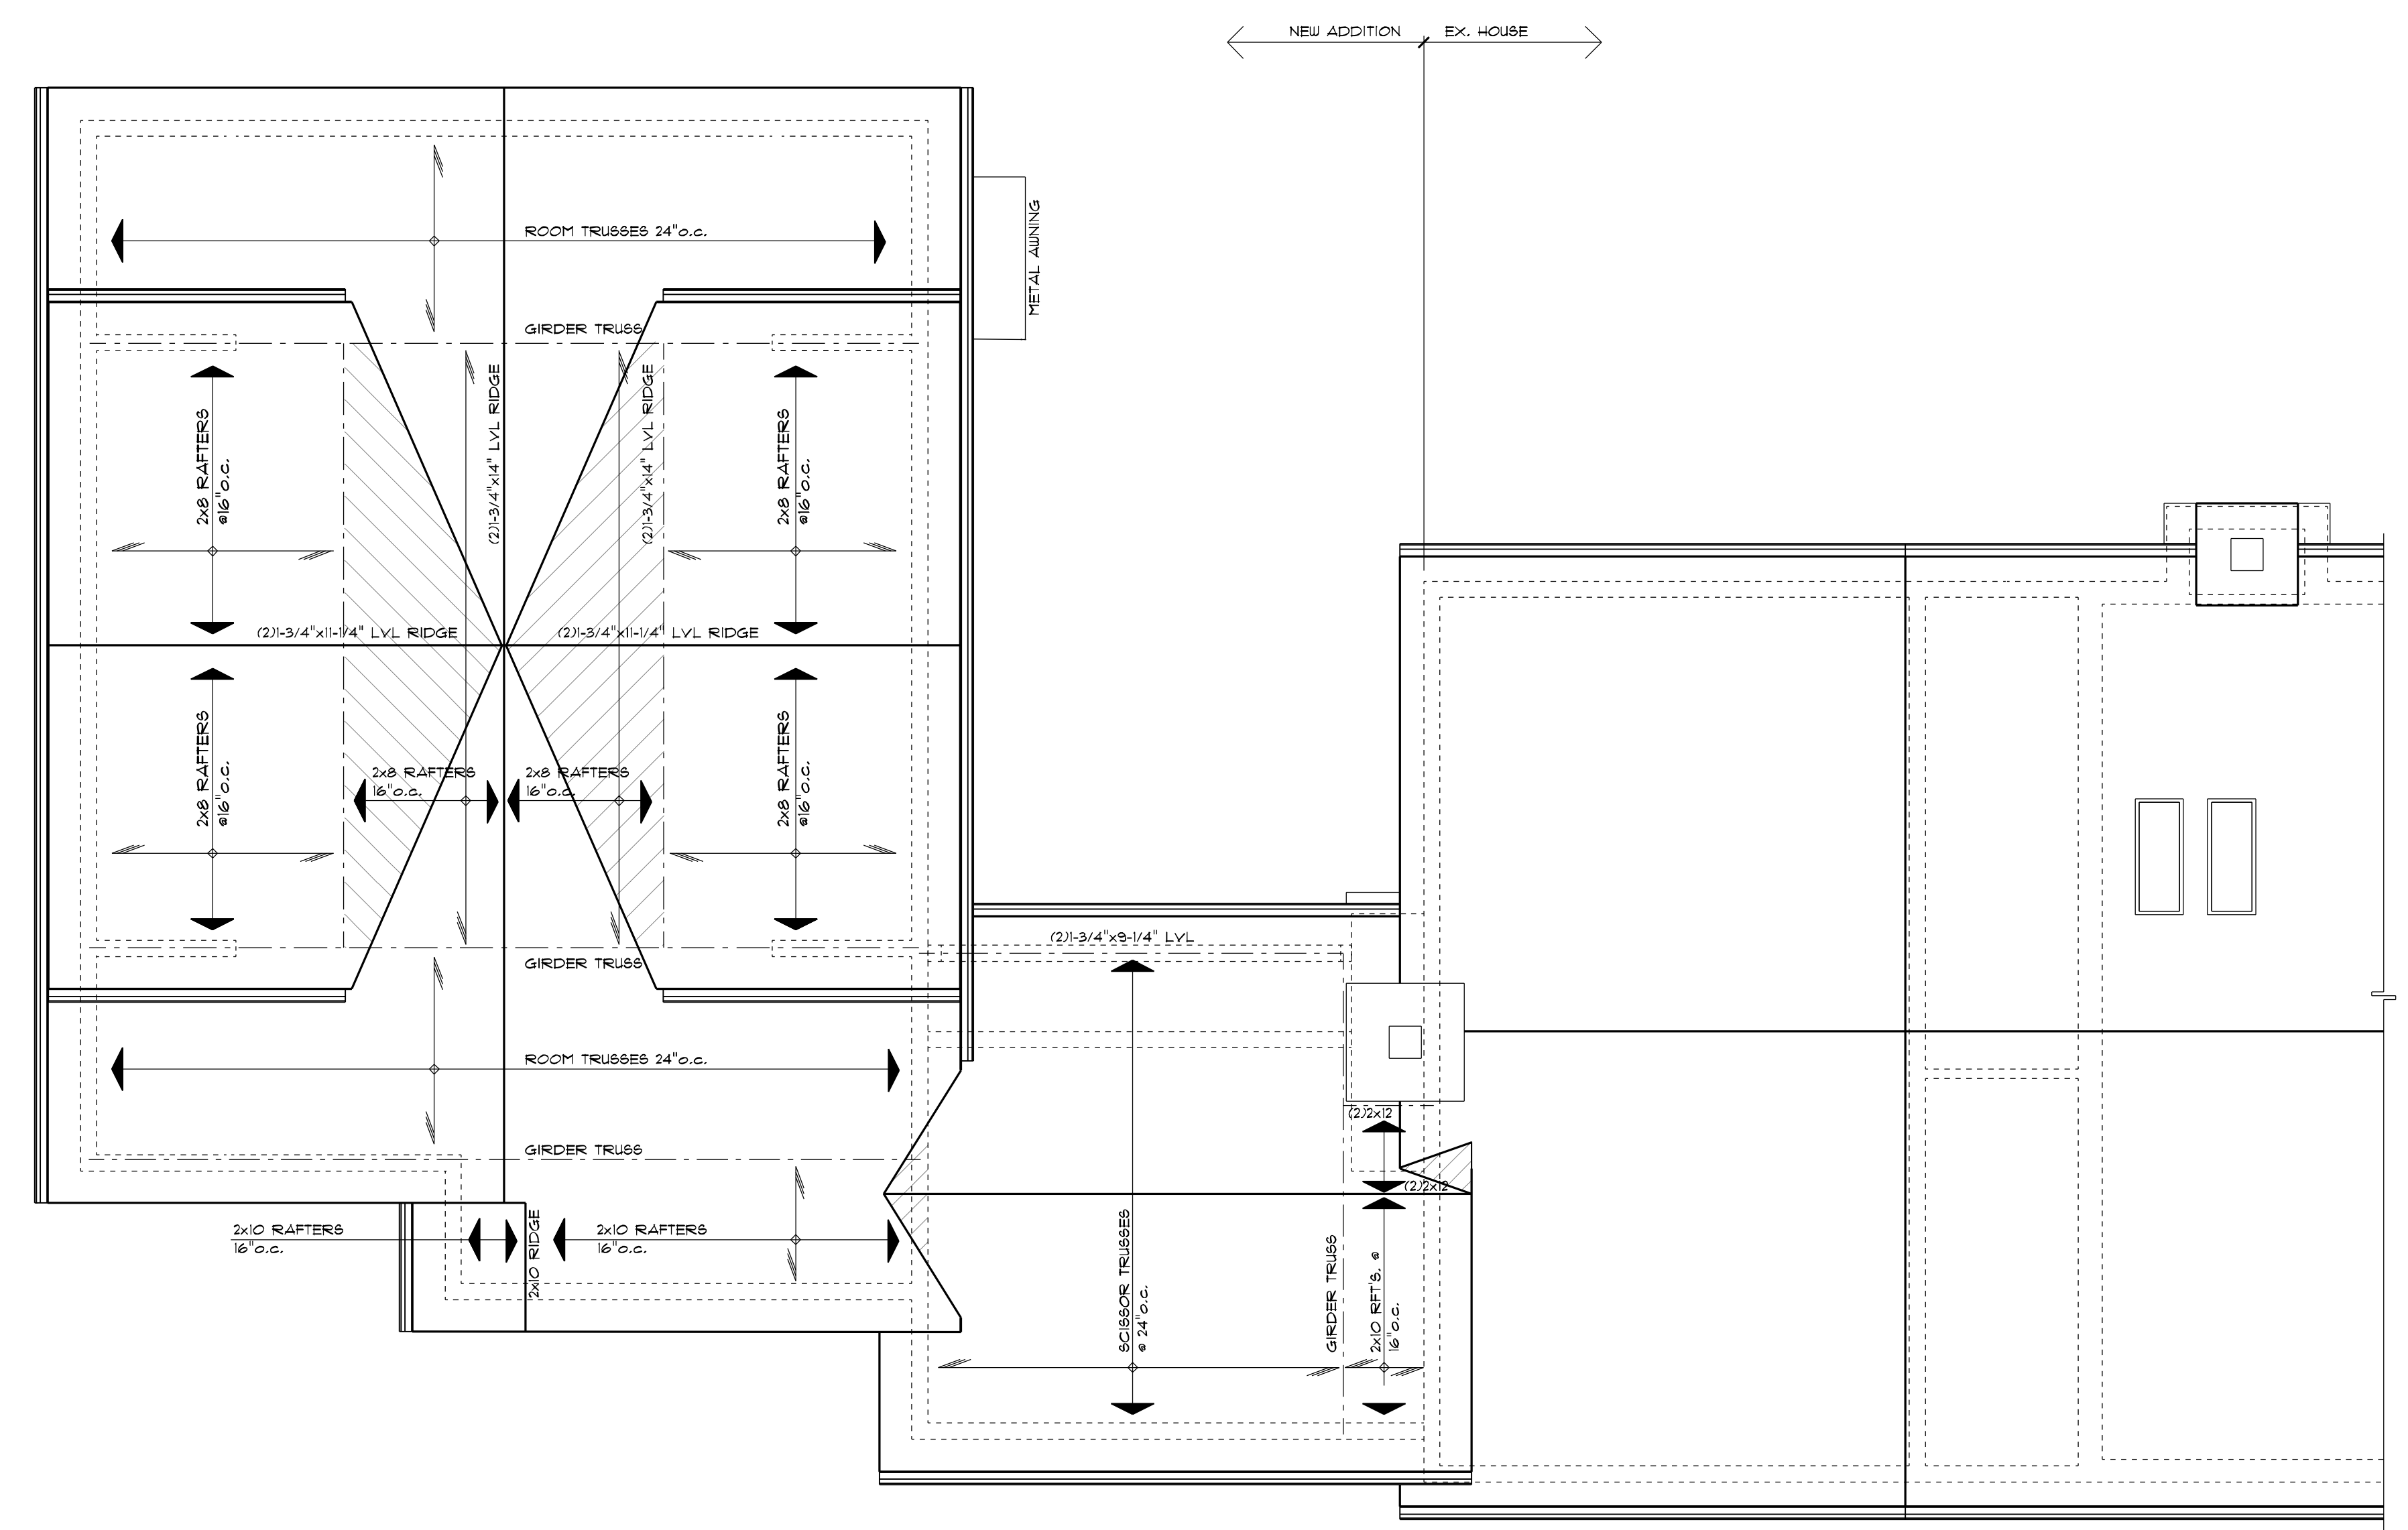 NEW ADDITION
EX. HOUSE
METAL AWNING
ROOM TRUSSES 24"o.c.
GIRDER TRUSS
2x8 RAFTERS
@16"o.c.
(2)1-3/4"x14" LVL RIDGE
(2)1-3/4"x14" LVL RIDGE
2x8 RAFTERS
@16"o.c.
(2)1-3/4"x11-1/4" LVL RIDGE
(2)1-3/4"x11-1/4" LVL RIDGE
2x8 RAFTERS
@16"o.c.
2x8 RAFTERS
16"o.c.
2x8 RAFTERS
16"o.c.
2x8 RAFTERS
@16"o.c.
GIRDER TRUSS
(2)1-3/4"x9-1/4" LVL
ROOM TRUSSES 24"o.c.
(2)2x12
GIRDER TRUSS
(2)2x12
2x10 RAFTERS
16"o.c.
2x10 RIDGE
2x10 RAFTERS
16"o.c.
SCISSOR TRUSSES
@ 24"o.c.
GIRDER TRUSS
2x10 RFT'S. @
16"o.c.